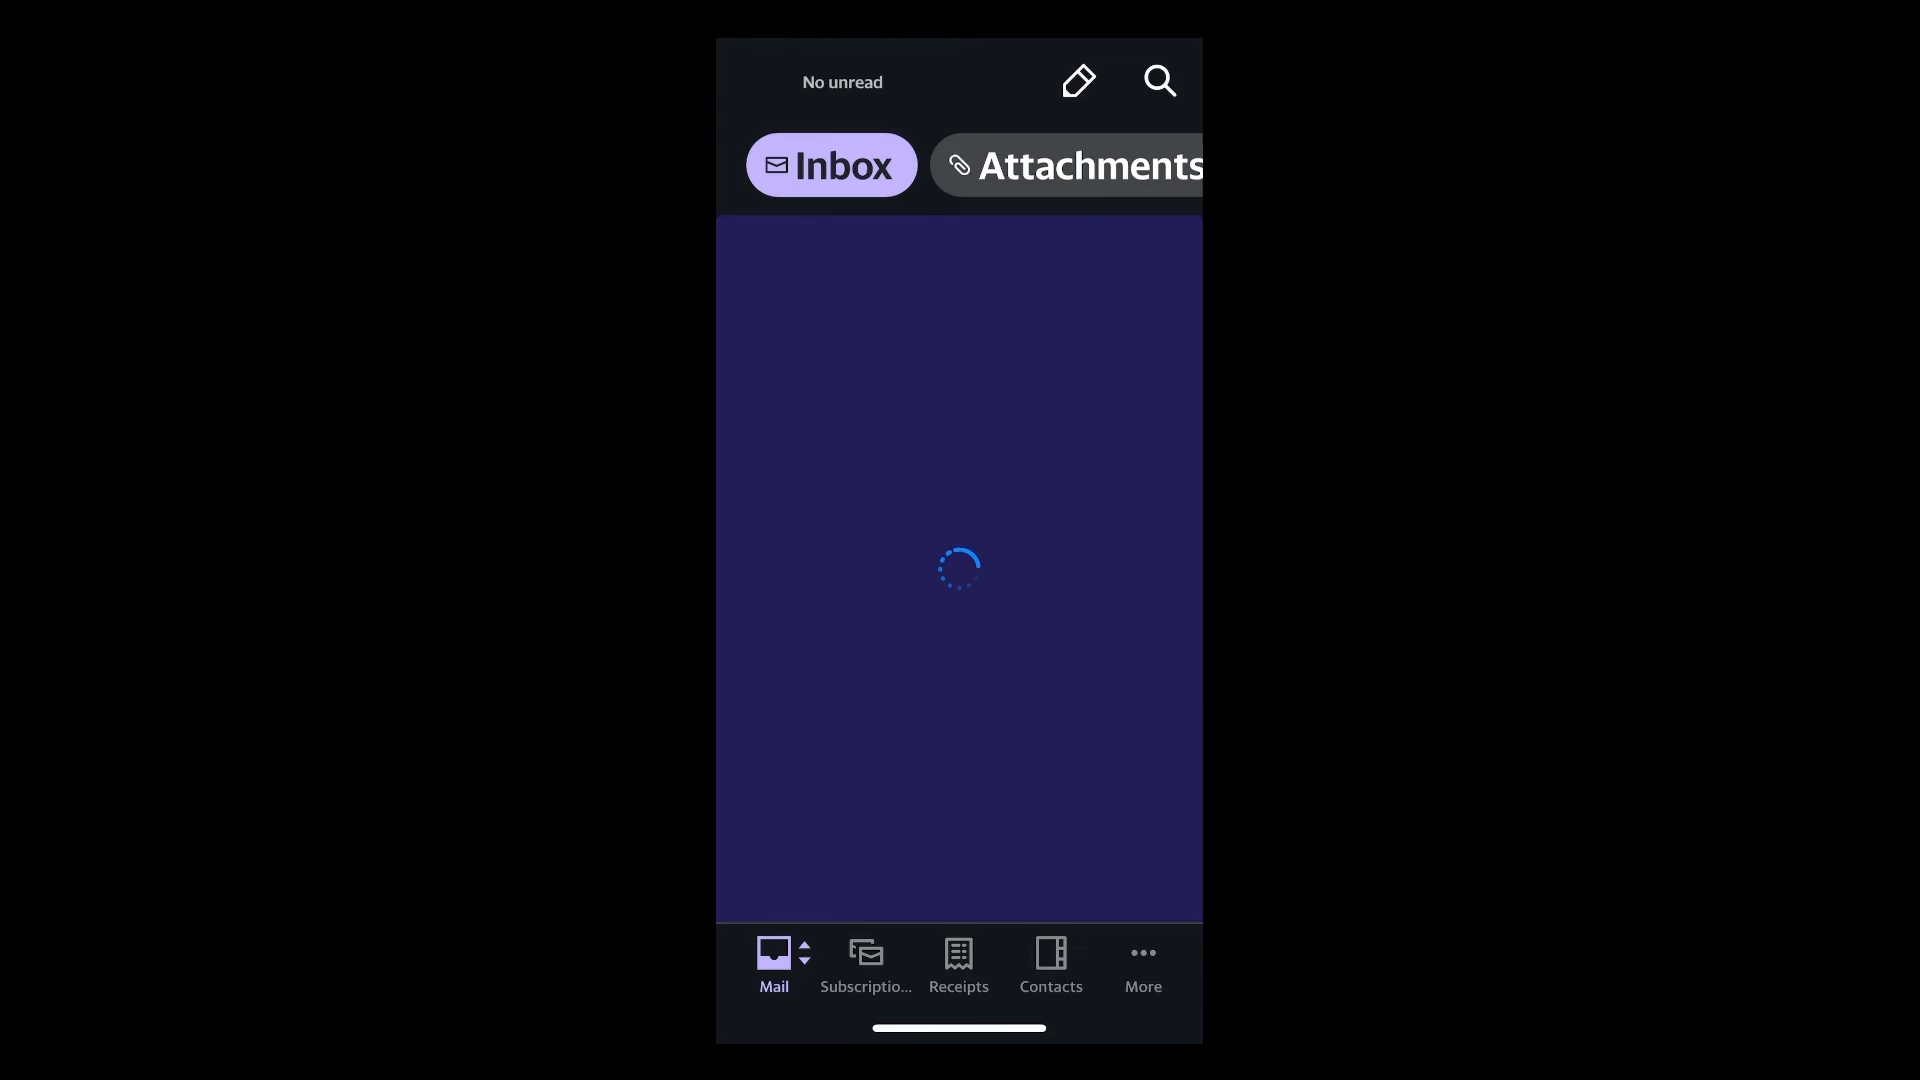 No unread
Inbox
Attachments
Mail
Subscriptio...
Receipts
Contacts
More